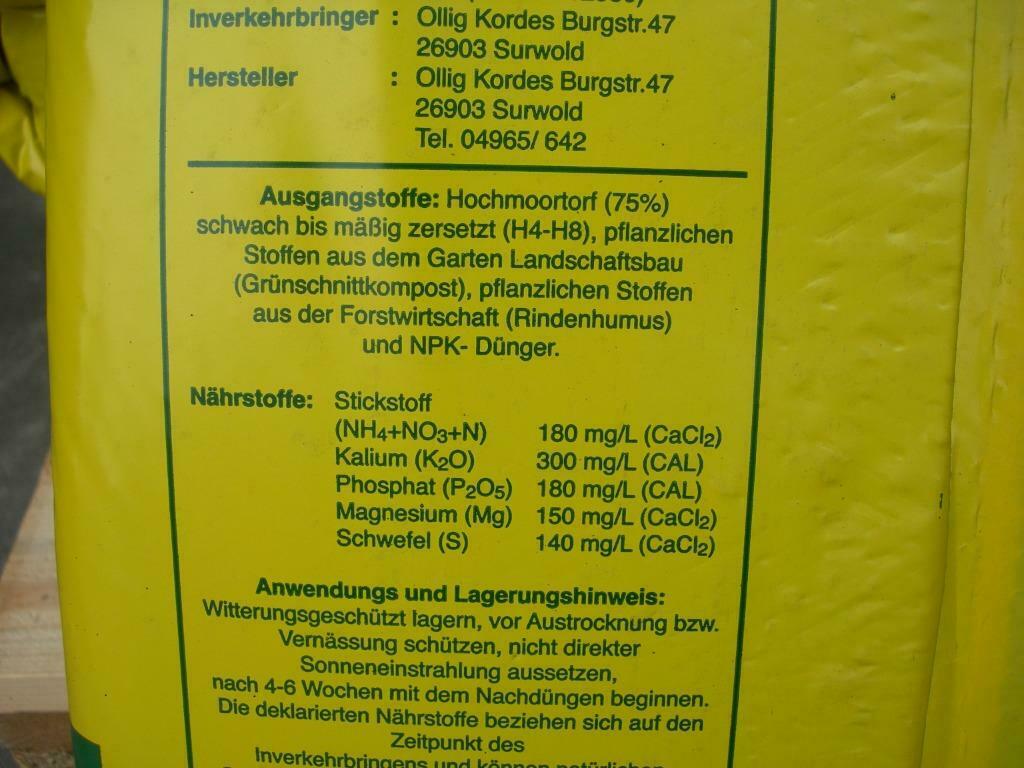 Inverkehrbringer : Ollig Kordes Burgstr.47
26903 Surwold
Hersteller : Ollig Kordes Burgstr.47
26903 Surwold
Tel. 04965/ 642
Ausgangstoffe: Hochmoortorf (75%)
schwach bis mäßig zersetzt (H4-H8), pflanzlichen
Stoffen aus dem Garten Landschaftsbau
(Grünschnittkompost), pflanzlichen Stoffen
aus der Forstwirtschaft (Rindenhumus)
und NPK- Dünger.
Nährstoffe: Stickstoff
(NH4+NO3+N) 180 mg/L (CaCl2)
Kalium (K2O) 300 mg/L (CAL)
Phosphat (P2O5) 180 mg/L (CAL)
Magnesium (Mg) 150 mg/L (CaCl2)
Schwefel (S) 140 mg/L (CaCl2)
Anwendungs und Lagerungshinweis:
Witterungsgeschützt lagern, vor Austrocknung bzw.
Vernässung schützen, nicht direkter
Sonneneinstrahlung aussetzen,
nach 4-6 Wochen mit dem Nachdüngen beginnen.
Die deklarierten Nährstoffe beziehen sich auf den
Zeitpunkt des
Inverkehrbringens und können natürlichen